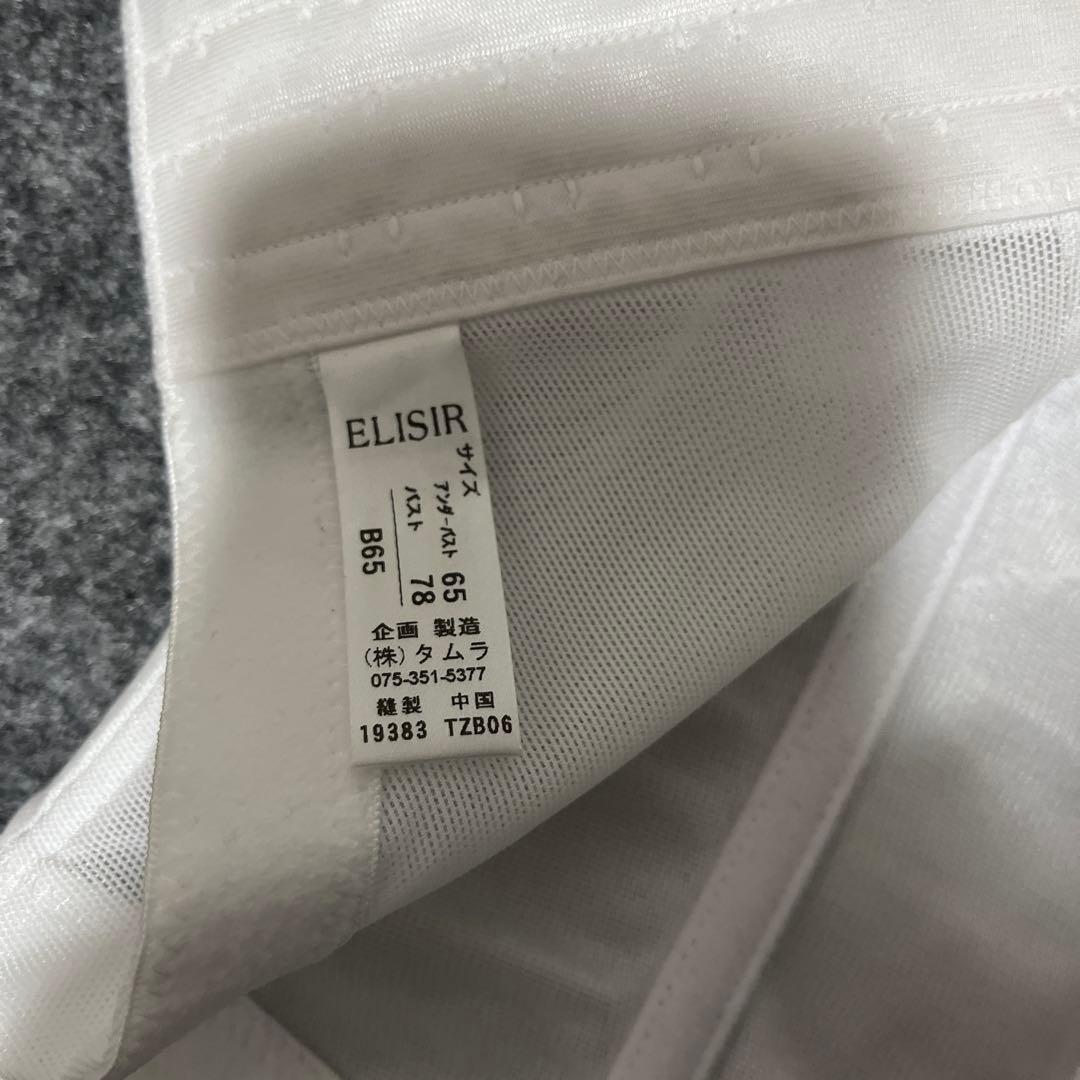 ELISIR
サイズ
アンダーバスト 65
バスト 78
B65
企画 製造
(株)タムラ
075-351-5377
縫製 中国
19383 TZB06